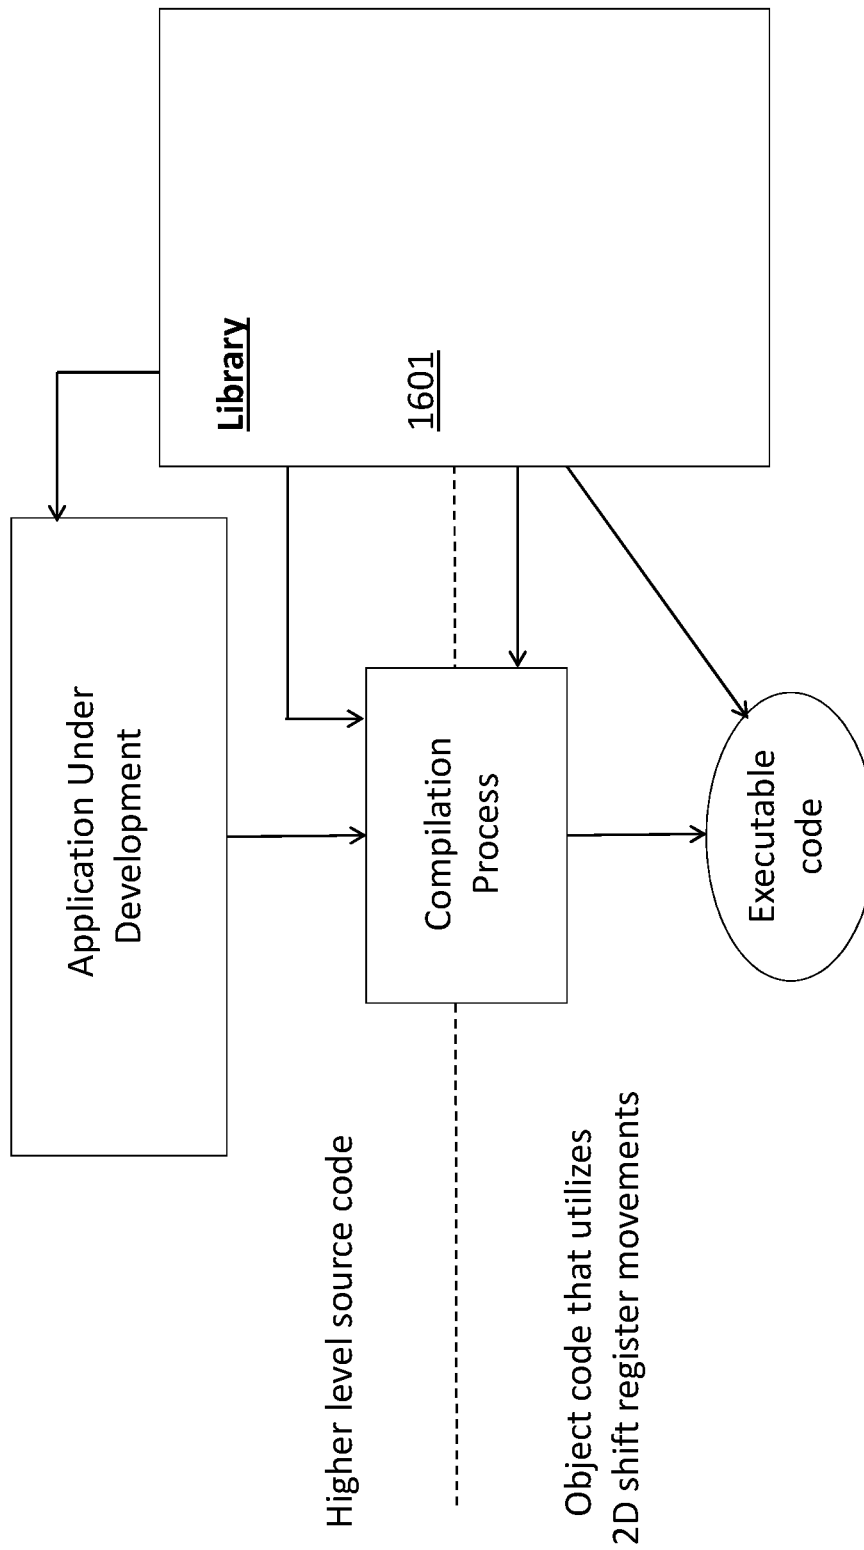 Application Under
Development
Library
1601
Higher level source code
Compilation
Process
Object code that utilizes
2D shift register movements
Executable
code